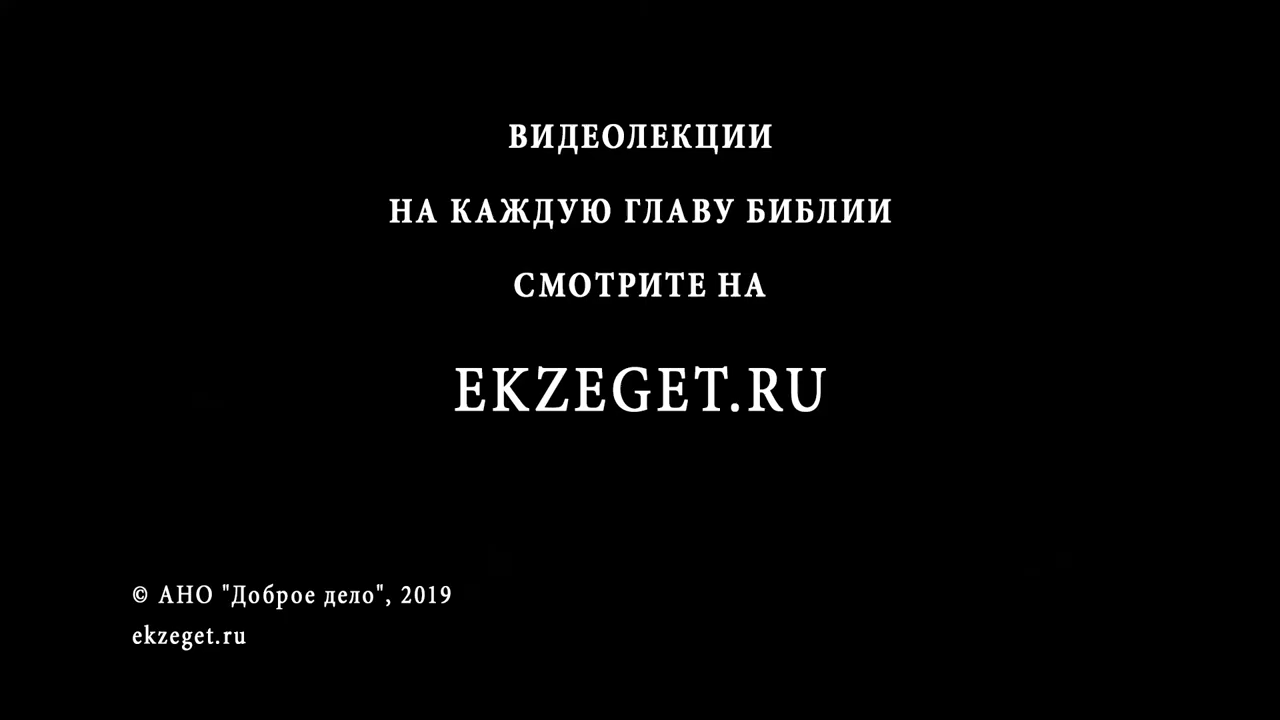 ВИДЕОЛЕКЦИИ
НА КАЖДУЮ ГЛАВУ БИБЛИИ
СМОТРИТЕ НА
EKZEGET.RU
© АНО "Доброе дело", 2019
ekzeget.ru